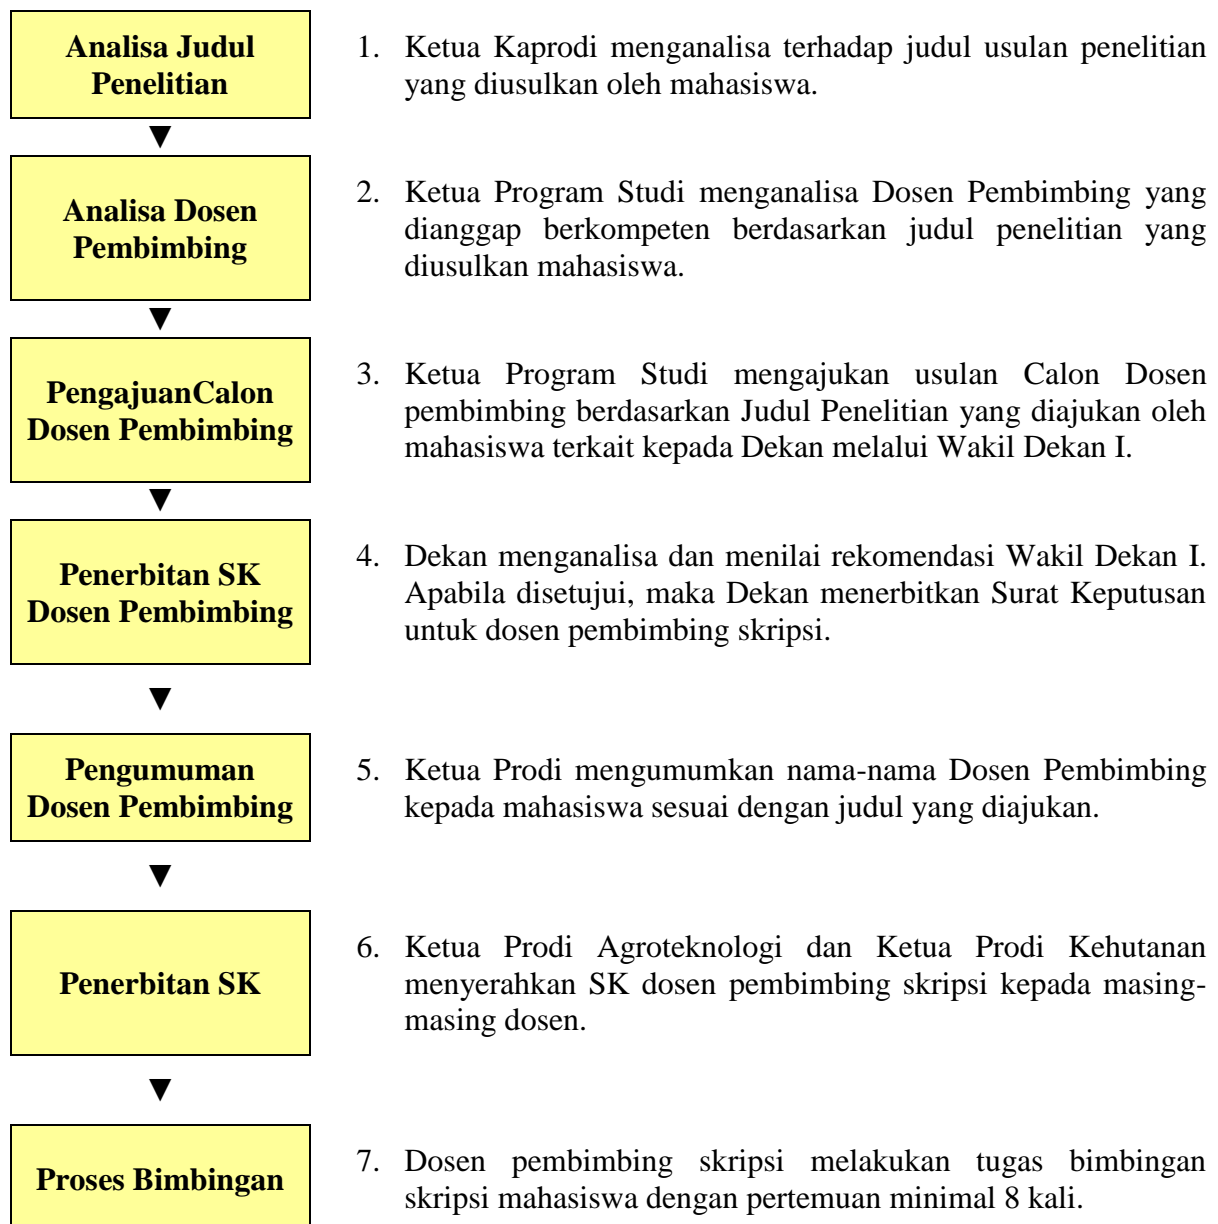 Analisa Judul
Penelitian
1. Ketua Kaprodi menganalisa terhadap judul usulan penelitian
yang diusulkan oleh mahasiswa.
▼
Analisa Dosen
Pembimbing
2. Ketua Program Studi menganalisa Dosen Pembimbing yang
dianggap berkompeten berdasarkan judul penelitian yang
diusulkan mahasiswa.
▼
PengajuanCalon
Dosen Pembimbing
3. Ketua Program Studi mengajukan usulan Calon Dosen
pembimbing berdasarkan Judul Penelitian yang diajukan oleh
mahasiswa terkait kepada Dekan melalui Wakil Dekan I.
▼
Penerbitan SK
Dosen Pembimbing
4. Dekan menganalisa dan menilai rekomendasi Wakil Dekan I.
Apabila disetujui, maka Dekan menerbitkan Surat Keputusan
untuk dosen pembimbing skripsi.
▼
Pengumuman
Dosen Pembimbing
5. Ketua Prodi mengumumkan nama-nama Dosen Pembimbing
kepada mahasiswa sesuai dengan judul yang diajukan.
▼
Penerbitan SK
6. Ketua Prodi Agroteknologi dan Ketua Prodi Kehutanan
menyerahkan SK dosen pembimbing skripsi kepada masing-
masing dosen.
▼
Proses Bimbingan
7. Dosen pembimbing skripsi melakukan tugas bimbingan
skripsi mahasiswa dengan pertemuan minimal 8 kali.